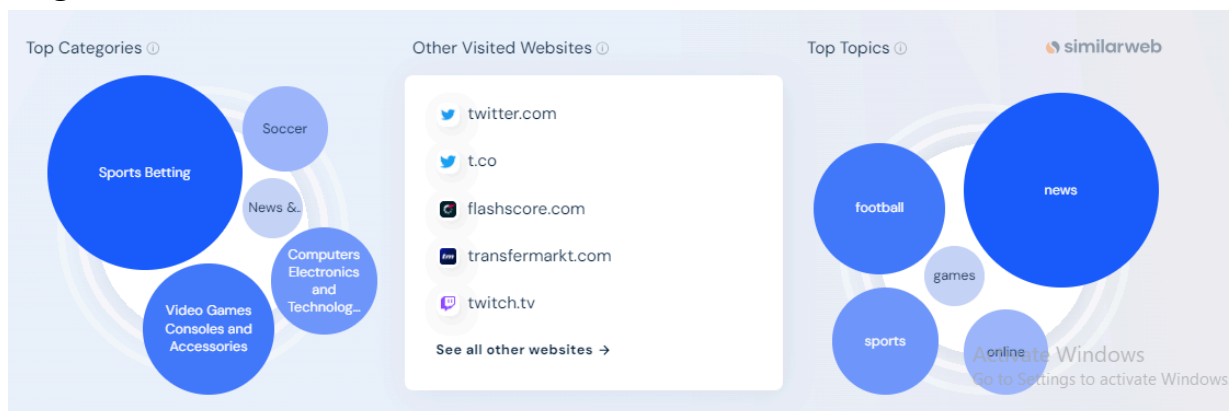 Top Categories
Other Visited Websites
Top Topics
similarweb
Sports Betting
Soccer
News &..
Computers
Electronics
and
Technolog...
Video Games
Consoles and
Accessories
twitter.com
t.co
flashscore.com
transfermarkt.com
twitch.tv
See all other websites →
news
football
games
sports
online
Activate Windows
Go to Settings to activate Windows